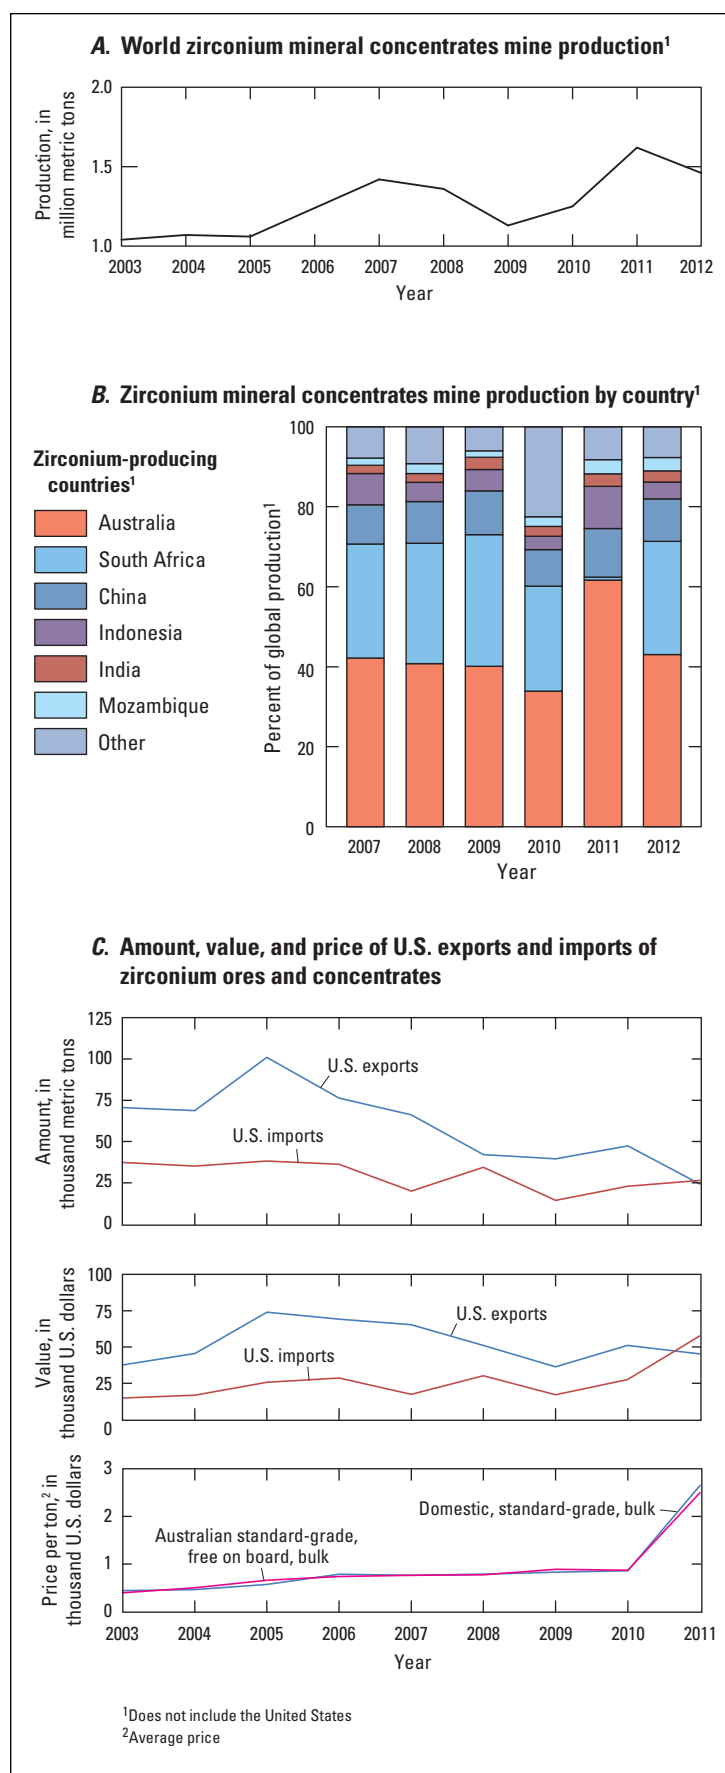 A. World zirconium mineral concentrates mine production1
Production, in
million metric tons
2.0
1.5
1.0
2003 2004 2005 2006 2007 2008 2009 2010 2011 2012
Year
B. Zirconium mineral concentrates mine production by country1
Zirconium-producing
countries1
Australia
South Africa
China
Indonesia
India
Mozambique
Other
Percent of global production1
100
80
60
40
20
0
2007 2008 2009 2010 2011 2012
Year
C. Amount, value, and price of U.S. exports and imports of
zirconium ores and concentrates
Amount, in
thousand metric tons
125
100
75
50
25
0
U.S. exports
U.S. imports
Value, in
thousand U.S. dollars
100
75
50
25
0
U.S. exports
U.S. imports
Price per ton,2 in
thousand U.S. dollars
3
2
1
0
Domestic, standard-grade, bulk
Australian standard-grade,
free on board, bulk
2003 2004 2005 2006 2007 2008 2009 2010 2011
Year
1Does not include the United States
2Average price